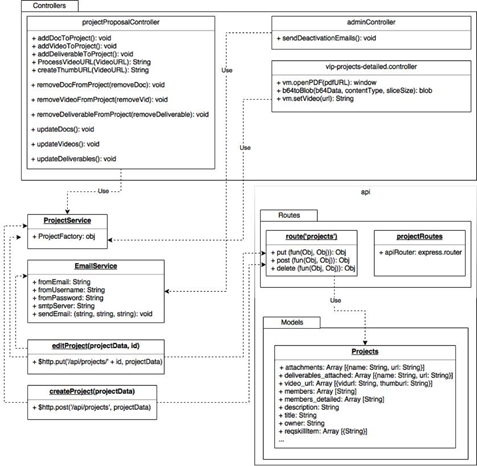 Controllers
projectProposalController
+ addDocToProject(): void
+ addVideoToProject(): void
+ addDeliverableToProject(): void
+ ProcessVideoURL(VideoURL): String
+ createThumbURL(VideoURL): String
+ removeDocFromProject(removeDoc): void
+ removeVideoFromProject(removeVid): void
+ removeDeliverableFromProject(removeDeliverable): void
+ updateDocs(): void
+ updateVideos(): void
+ updateDeliverables(): void
adminController
+ sendDeactivationEmails(): void
Use
vip-projects-detailed.controller
+ vm.openPDF(pdfURL): window
+ b64toBlob(b64Data, contentType, sliceSize): blob
+ vm.setVideo(url): String
Use
Use
ProjectService
+ ProjectFactory: obj
EmailService
+ fromEmail: String
+ fromUsername: String
+ fromPassword: String
+ smtpServer: String
+ sendEmail: (string, string, string): void
editProject(projectData, id)
+ $http.put('/api/projects/' + id, projectData)
createProject(projectData)
+ $http.post('/api/projects', projectData)
api
Routes
route('projects')
+ put (fun(Obj, Obj)): Obj
+ post (fun(Obj, Obj)): Obj
+ delete (fun(Obj, Obj)): Obj
projectRoutes
+ apiRouter: express.router
Use
Models
Projects
+ attachments: Array [{name: String, url: String}]
+ deliverables_attached: Array [{name: String, url: String}]
+ video_url: Array [{vidurl: String, thumburl: String}]
+ members: Array [String]
+ members_detailed: Array [String]
+ description: String
+ title: String
+ owner: String
+ reqskillItem: Array [{String}]
...